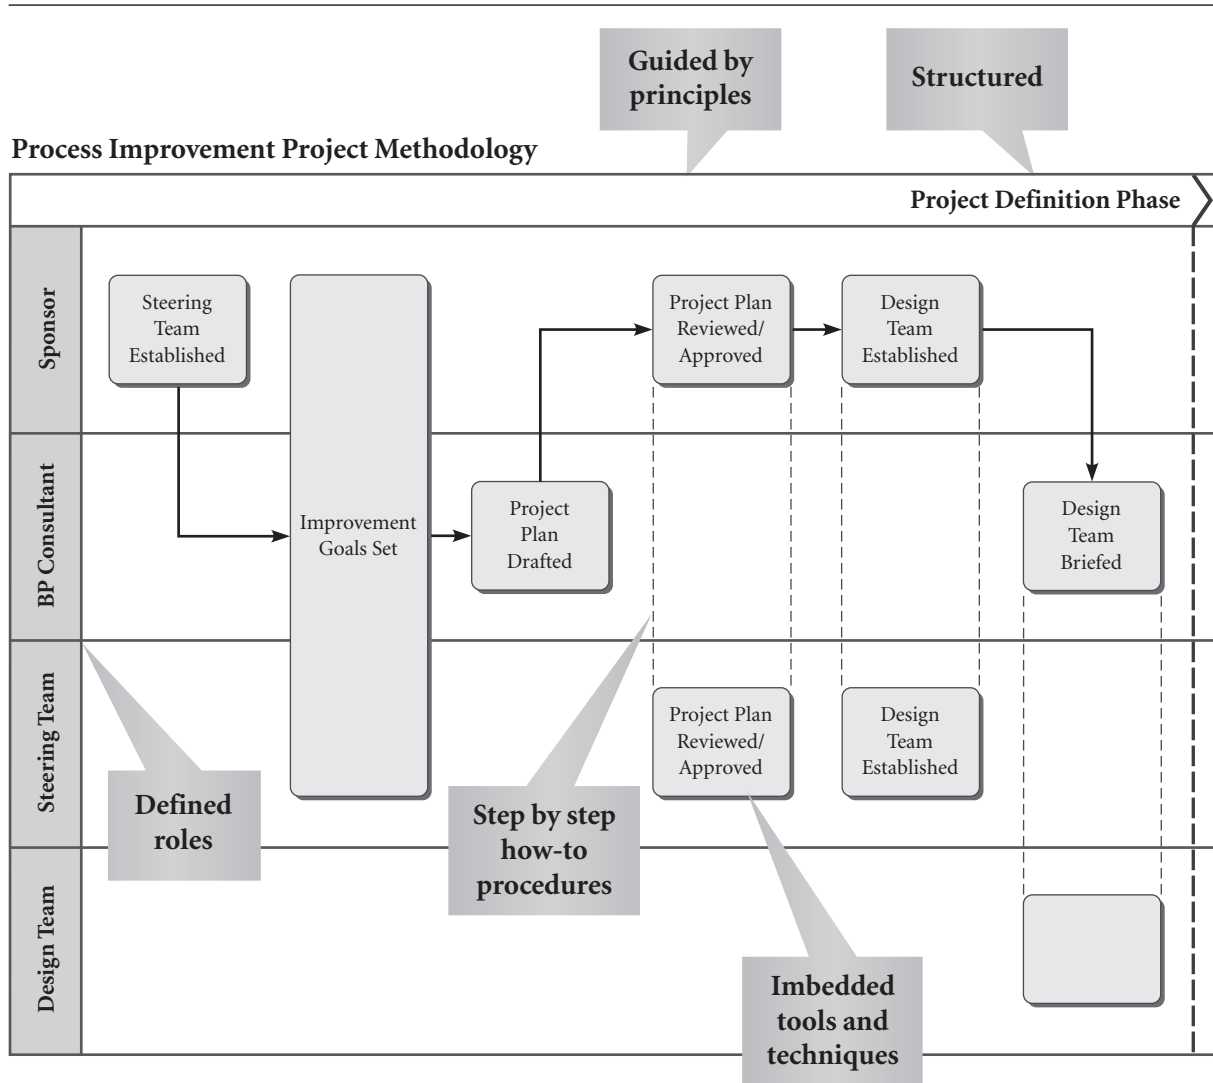 Guided by
principles
Structured
Process Improvement Project Methodology
Project Definition Phase
Sponsor
Steering
Team
Established
Project Plan
Reviewed/
Approved
Design
Team
Established
BP Consultant
Improvement
Goals Set
Project
Plan
Drafted
Design
Team
Briefed
Steering Team
Project Plan
Reviewed/
Approved
Design
Team
Established
Defined
roles
Step by step
how-to
procedures
Design Team
Imbedded
tools and
techniques